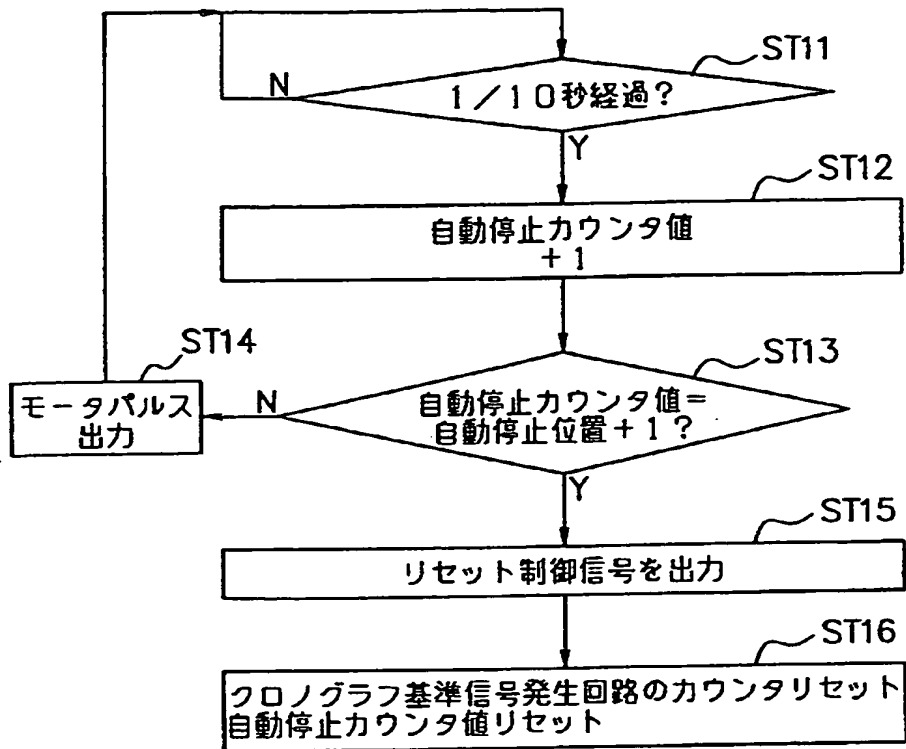 ST11
N
1／10秒経過？
Y
ST12
自動停止カウンタ値
＋1
ST14
ST13
モータパルス
出力
N
自動停止カウンタ値＝
自動停止位置＋1？
Y
ST15
リセット制御信号を出力
ST16
クロノグラフ基準信号発生回路のカウンタリセット
自動停止カウンタ値リセット